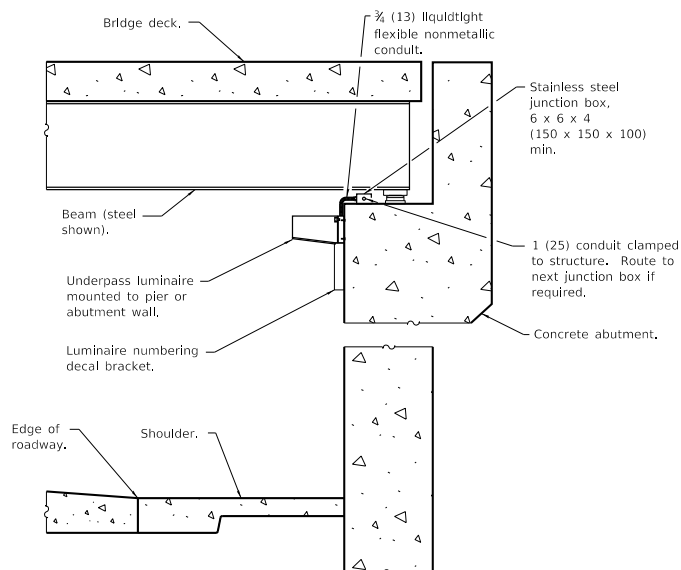 Bridge deck.
¾ (13) liquidtight
flexible nonmetallic
conduit.
Stainless steel
junction box,
6 x 6 x 4
(150 x 150 x 100)
min.
Beam (steel
shown).
1 (25) conduit clamped
to structure. Route to
next junction box if
required.
Underpass luminaire
mounted to pier or
abutment wall.
Concrete abutment.
Luminaire numbering
decal bracket.
Edge of
roadway.
Shoulder.